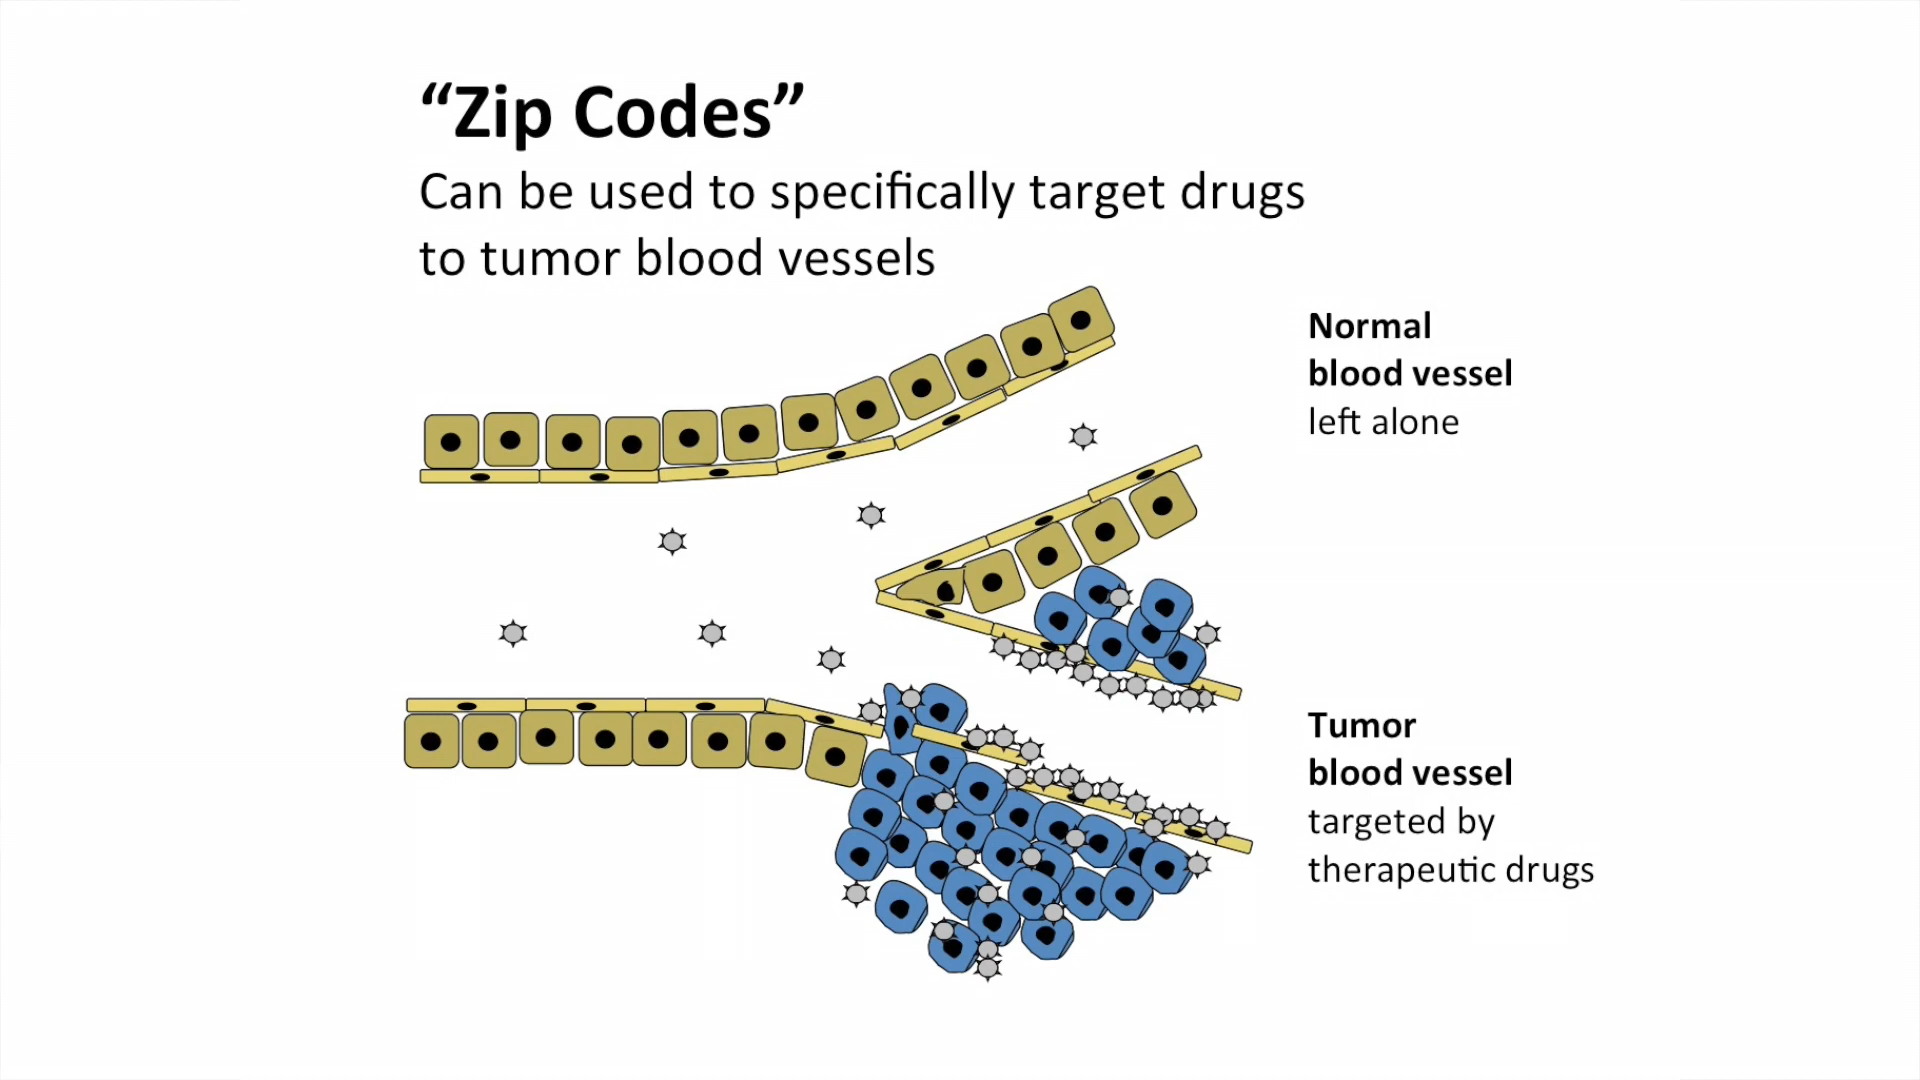 “Zip Codes”
Can be used to specifically target drugs
to tumor blood vessels
Normal
blood vessel
left alone
Tumor
blood vessel
targeted by
therapeutic drugs